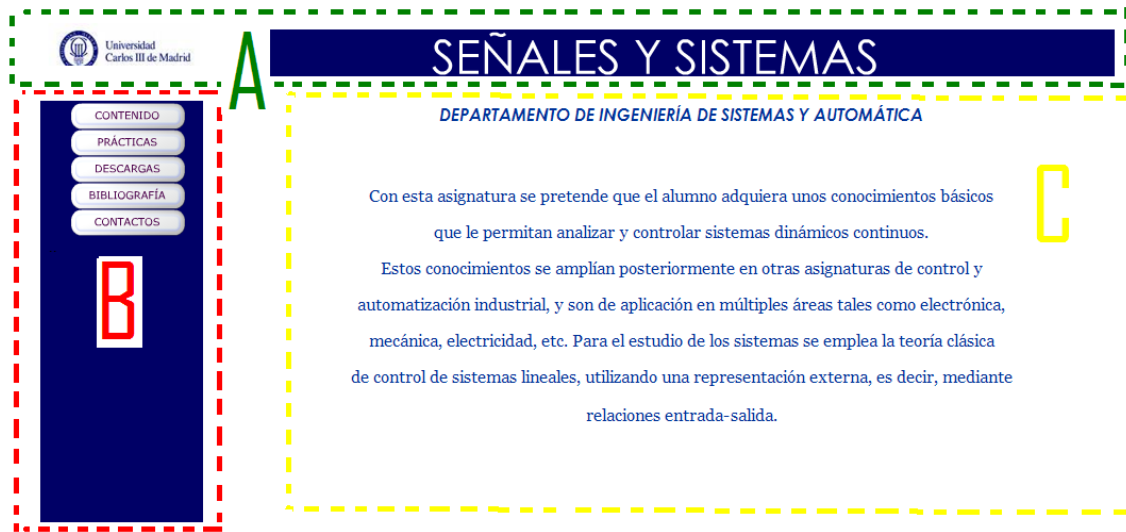 Universidad
Carlos III de Madrid
A
SEÑALES Y SISTEMAS
CONTENIDO
PRÁCTICAS
DESCARGAS
BIBLIOGRAFÍA
CONTACTOS
B
DEPARTAMENTO DE INGENIERÍA DE SISTEMAS Y AUTOMÁTICA
C
Con esta asignatura se pretende que el alumno adquiera unos conocimientos básicos
que le permitan analizar y controlar sistemas dinámicos continuos.
Estos conocimientos se amplían posteriormente en otras asignaturas de control y
automatización industrial, y son de aplicación en múltiples áreas tales como electrónica,
mecánica, electricidad, etc. Para el estudio de los sistemas se emplea la teoría clásica
de control de sistemas lineales, utilizando una representación externa, es decir, mediante
relaciones entrada-salida.